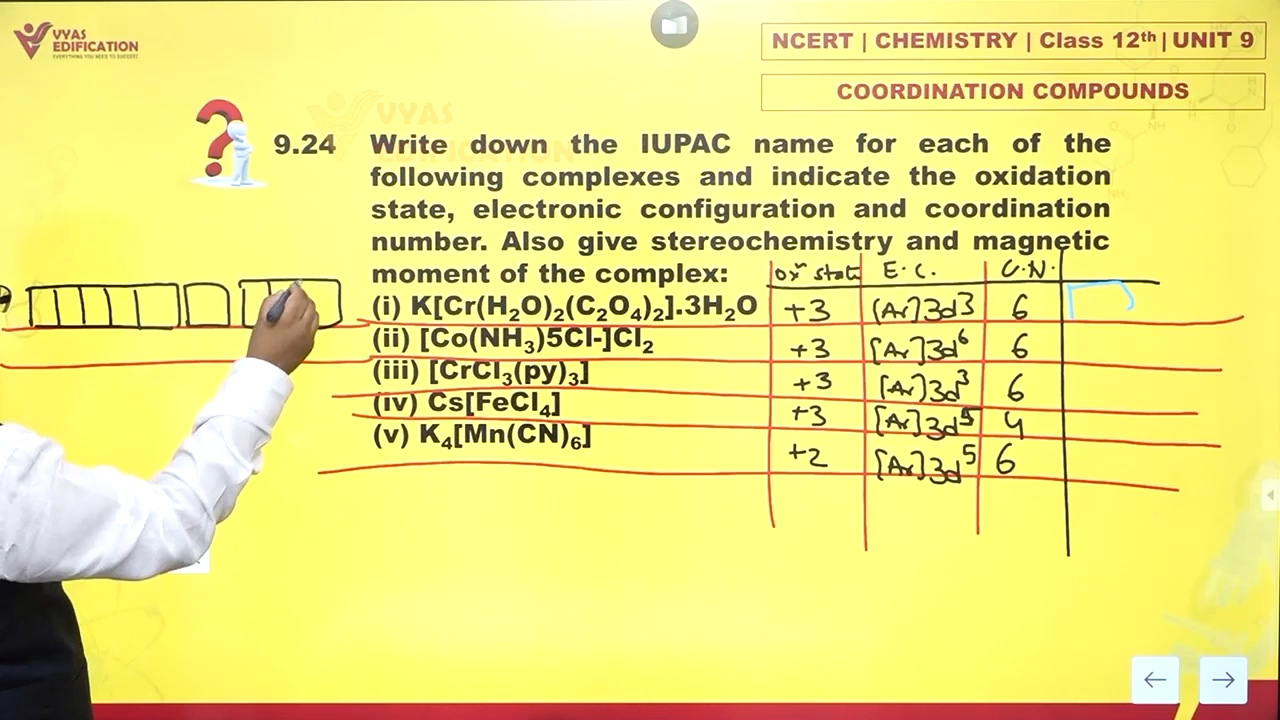 VYAS
EDIFICATION
EVERYTHING YOU NEED TO SUCCEED
NCERT | CHEMISTRY | Class 12th | UNIT 9
COORDINATION COMPOUNDS
VYAS
EDIFICATION
9.24 Write down the IUPAC name for each of the
following complexes and indicate the oxidation
state, electronic configuration and coordination
number. Also give stereochemistry and magnetic
moment of the complex:
Oxn state E.C. C.N.
(i) K[Cr(H2O)2(C2O4)2].3H2O +3 [Ar]3d3 6
(ii) [Co(NH3)5Cl-]Cl2 +3 [Ar]3d6 6
(iii) [CrCl3(py)3] +3 [Ar]3d3 6
(iv) Cs[FeCl4] +3 [Ar]3d5 4
(v) K4[Mn(CN)6] +2 [Ar]3d5 6